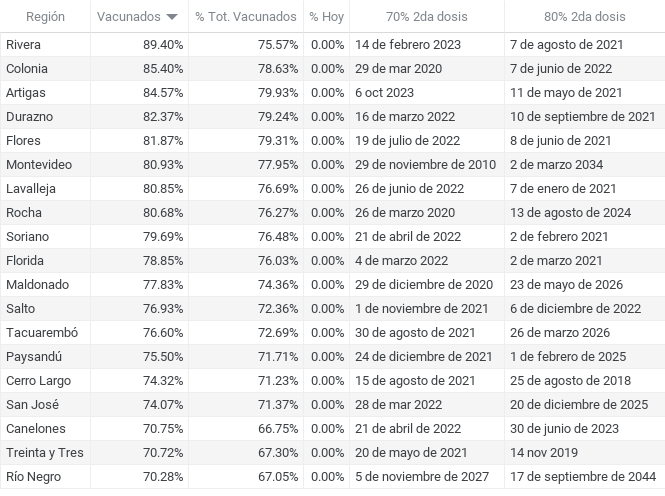 Región Vacunados % Tot. Vacunados % Hoy 70% 2da dosis 80% 2da dosis
Rivera 89.40% 75.57% 0.00% 14 de febrero 2023 7 de agosto de 2021
Colonia 85.40% 78.63% 0.00% 29 de mar 2020 7 de junio de 2022
Artigas 84.57% 79.93% 0.00% 6 oct 2023 11 de mayo de 2021
Durazno 82.37% 79.24% 0.00% 16 de marzo 2022 10 de septiembre de 2021
Flores 81.87% 79.31% 0.00% 19 de julio de 2022 8 de junio de 2021
Montevideo 80.93% 77.95% 0.00% 29 de noviembre de 2010 2 de marzo 2034
Lavalleja 80.85% 76.69% 0.00% 26 de junio de 2022 7 de enero de 2021
Rocha 80.68% 76.27% 0.00% 26 de marzo 2020 13 de agosto de 2024
Soriano 79.69% 76.48% 0.00% 21 de abril de 2022 2 de febrero 2021
Florida 78.85% 76.03% 0.00% 4 de marzo 2022 2 de marzo 2021
Maldonado 77.83% 74.36% 0.00% 29 de diciembre de 2020 23 de mayo de 2026
Salto 76.93% 72.36% 0.00% 1 de noviembre de 2021 6 de diciembre de 2022
Tacuarembó 76.60% 72.69% 0.00% 30 de agosto de 2021 26 de marzo 2026
Paysandú 75.50% 71.71% 0.00% 24 de diciembre de 2021 1 de febrero de 2025
Cerro Largo 74.32% 71.23% 0.00% 15 de agosto de 2021 25 de agosto de 2018
San José 74.07% 71.37% 0.00% 28 de mar 2022 20 de diciembre de 2025
Canelones 70.75% 66.75% 0.00% 21 de abril de 2022 30 de junio de 2023
Treinta y Tres 70.72% 67.30% 0.00% 20 de mayo de 2021 14 nov 2019
Río Negro 70.28% 67.05% 0.00% 5 de noviembre de 2027 17 de septiembre de 2044